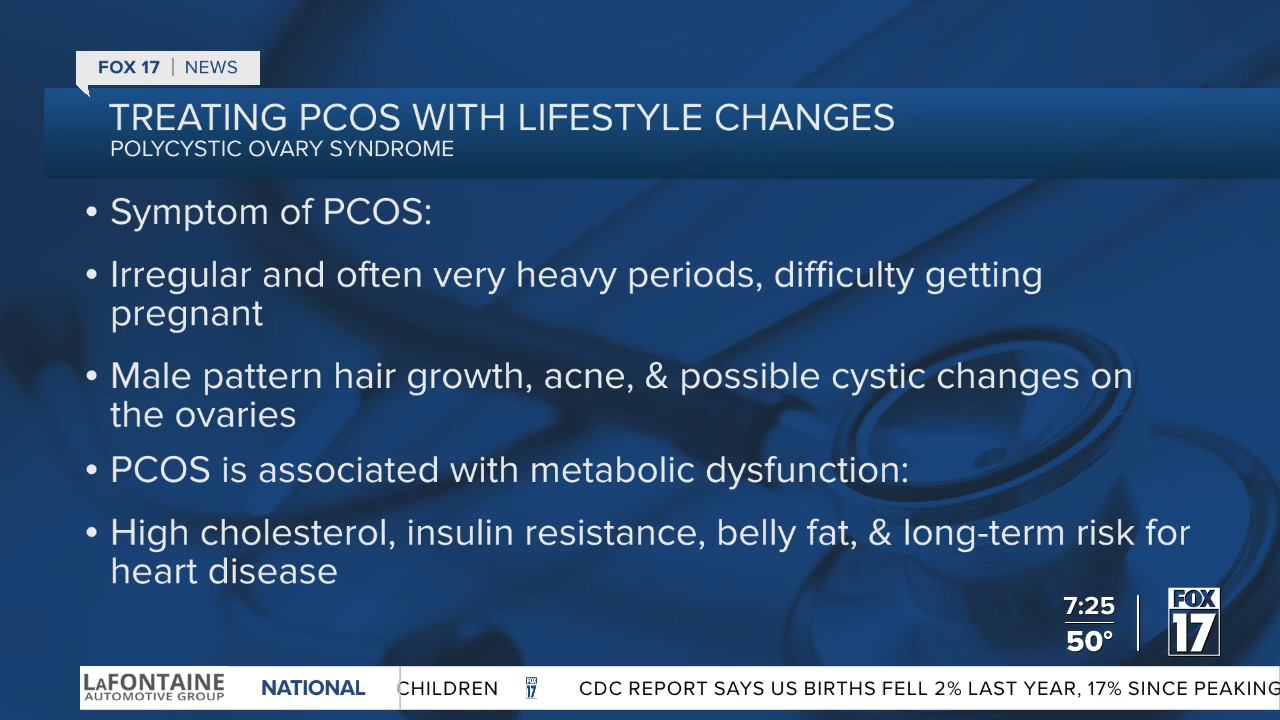 FOX 17 | NEWS
TREATING PCOS WITH LIFESTYLE CHANGES
POLYCYSTIC OVARY SYNDROME
• Symptom of PCOS:
• Irregular and often very heavy periods, difficulty getting
pregnant
• Male pattern hair growth, acne, & possible cystic changes on
the ovaries
• PCOS is associated with metabolic dysfunction:
• High cholesterol, insulin resistance, belly fat, & long-term risk for
heart disease
7:25
50°
FOX
17
LAFONTAINE
AUTOMOTIVE GROUP
NATIONAL
CHILDREN FOX 17 CDC REPORT SAYS US BIRTHS FELL 2% LAST YEAR, 17% SINCE PEAKING